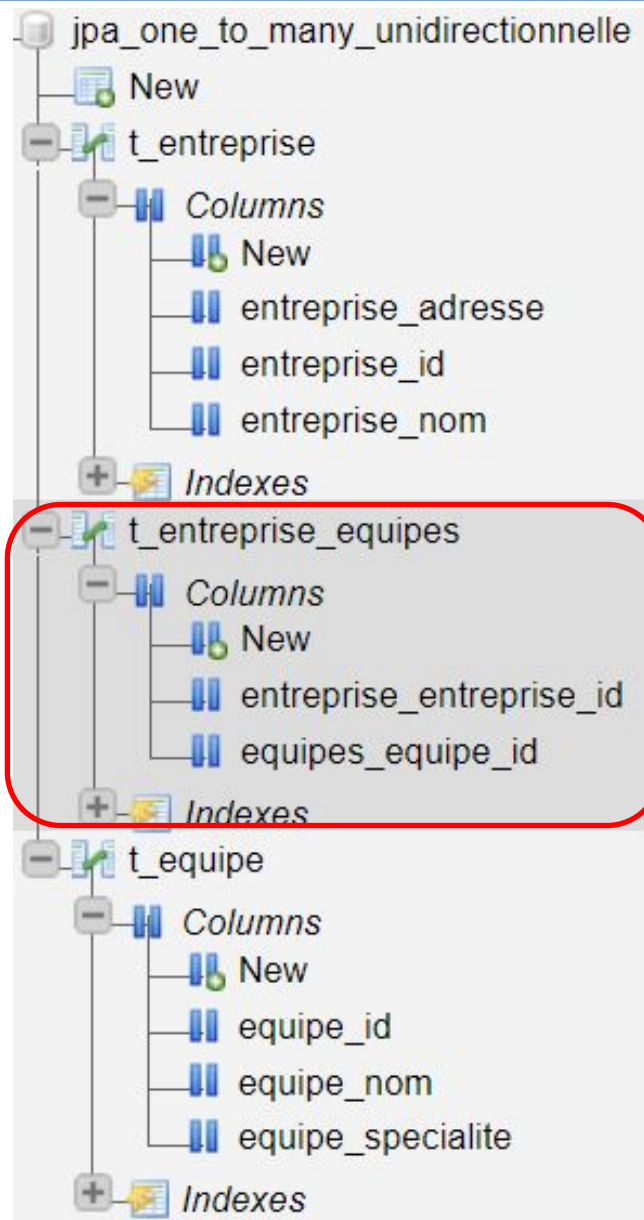 jpa_one_to_many_unidirectionnelle
New
t_entreprise
Columns
New
entreprise_adresse
entreprise_id
entreprise_nom
Indexes
t_entreprise_equipes
Columns
New
entreprise_entreprise_id
equipes_equipe_id
Indexes
t_equipe
Columns
New
equipe_id
equipe_nom
equipe_specialite
Indexes